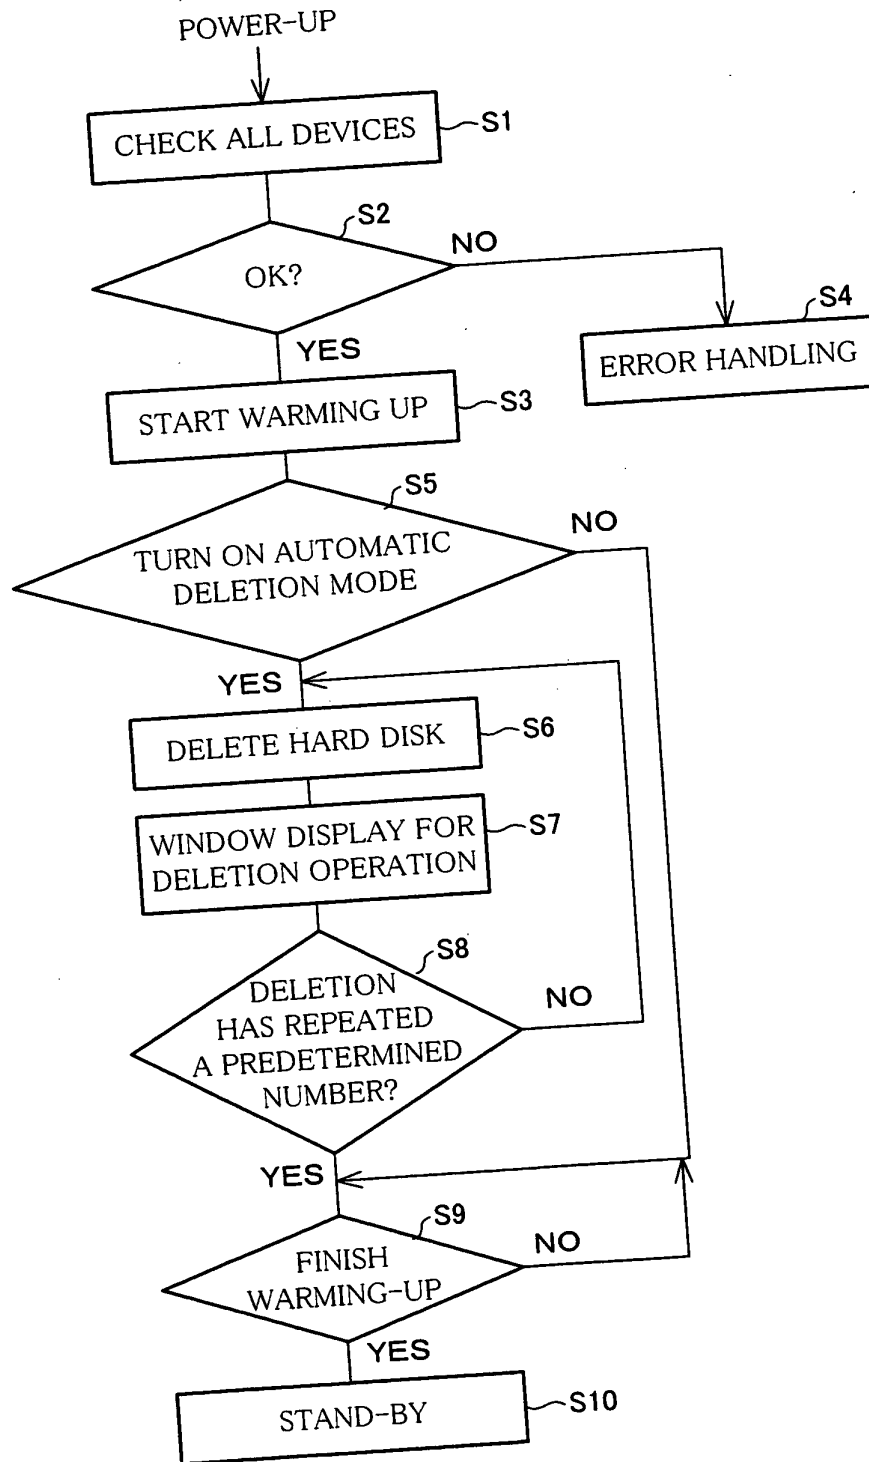 POWER-UP
CHECK ALL DEVICES
S1
S2
OK?
NO
S4
YES
ERROR HANDLING
START WARMING UP
S3
S5
TURN ON AUTOMATIC
DELETION MODE
NO
YES
DELETE HARD DISK
S6
WINDOW DISPLAY FOR
DELETION OPERATION
S7
S8
DELETION
HAS REPEATED
A PREDETERMINED
NUMBER?
NO
YES
S9
FINISH
WARMING-UP
NO
YES
STAND-BY
S10